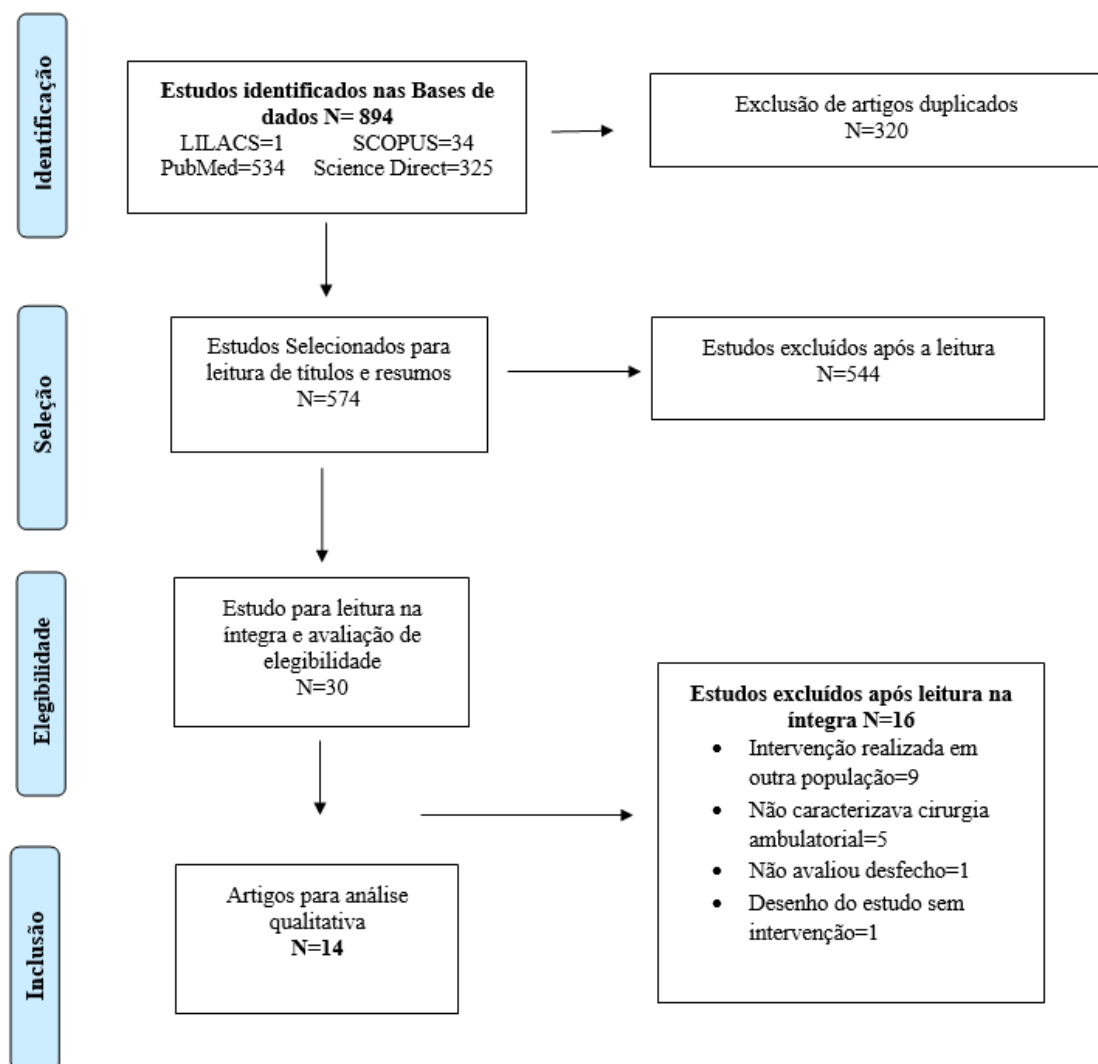 Identificação
Estudos identificados nas Bases de
dados N= 894
LILACS=1 SCOPUS=34
PubMed=534 Science Direct=325
Exclusão de artigos duplicados
N=320
Seleção
Estudos Selecionados para
leitura de títulos e resumos
N=574
Estudos excluídos após a leitura
N=544
Elegibilidade
Estudo para leitura na
íntegra e avaliação de
elegibilidade
N=30
Estudos excluídos após leitura na
íntegra N=16
• Intervenção realizada em
outra população=9
• Não caracterizava cirurgia
ambulatorial=5
• Não avaliou desfecho=1
• Desenho do estudo sem
intervenção=1
Inclusão
Artigos para análise
qualitativa
N=14